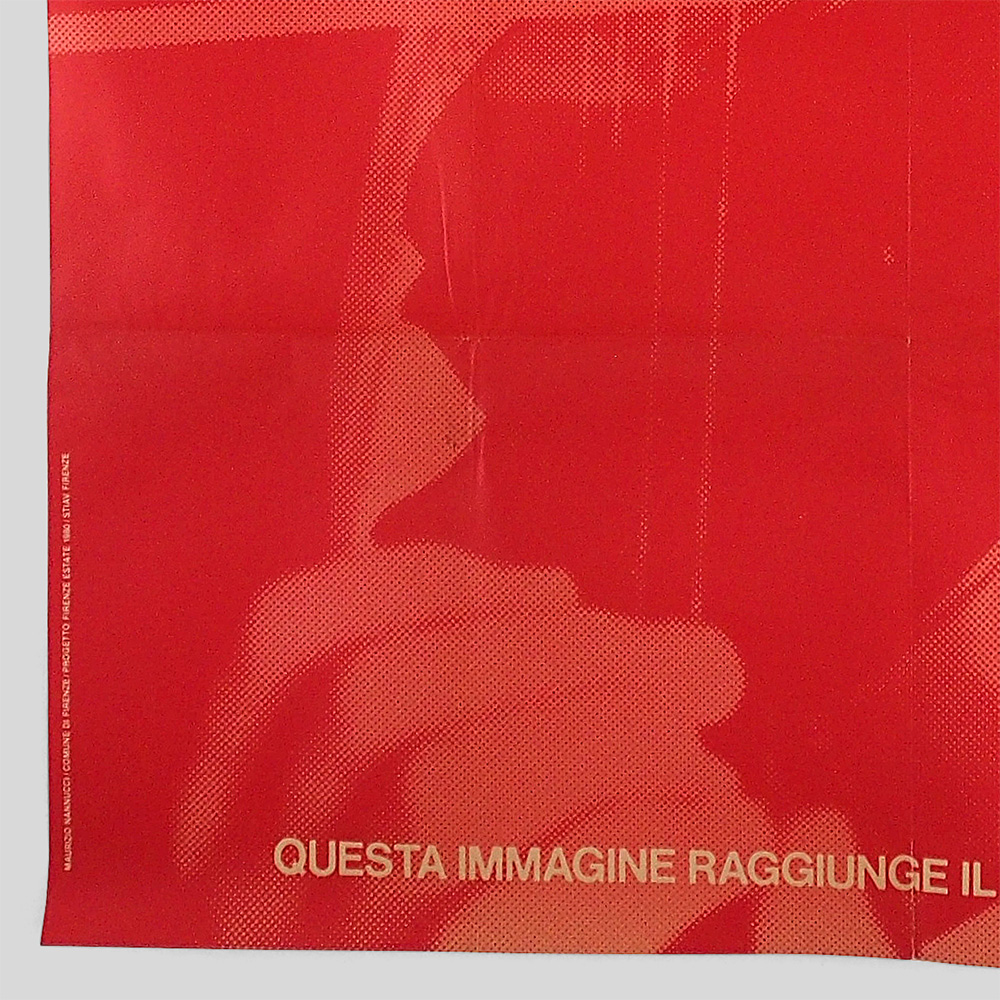 MAURIZIO NANNUCCI / COMUNE DI FIRENZE / PROGETTO FIRENZE ESTATE 1980 / STIAV FIRENZE
QUESTA IMMAGINE RAGGIUNGE IL